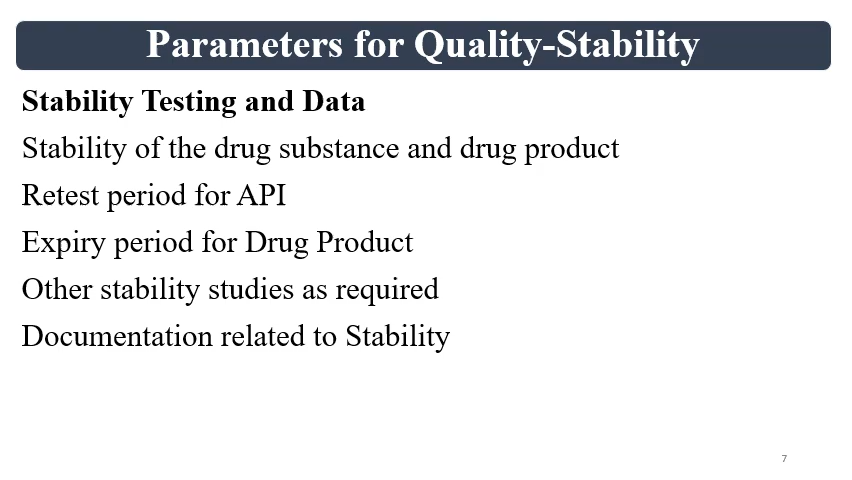 Parameters for Quality-Stability
Stability Testing and Data
Stability of the drug substance and drug product
Retest period for API
Expiry period for Drug Product
Other stability studies as required
Documentation related to Stability
7